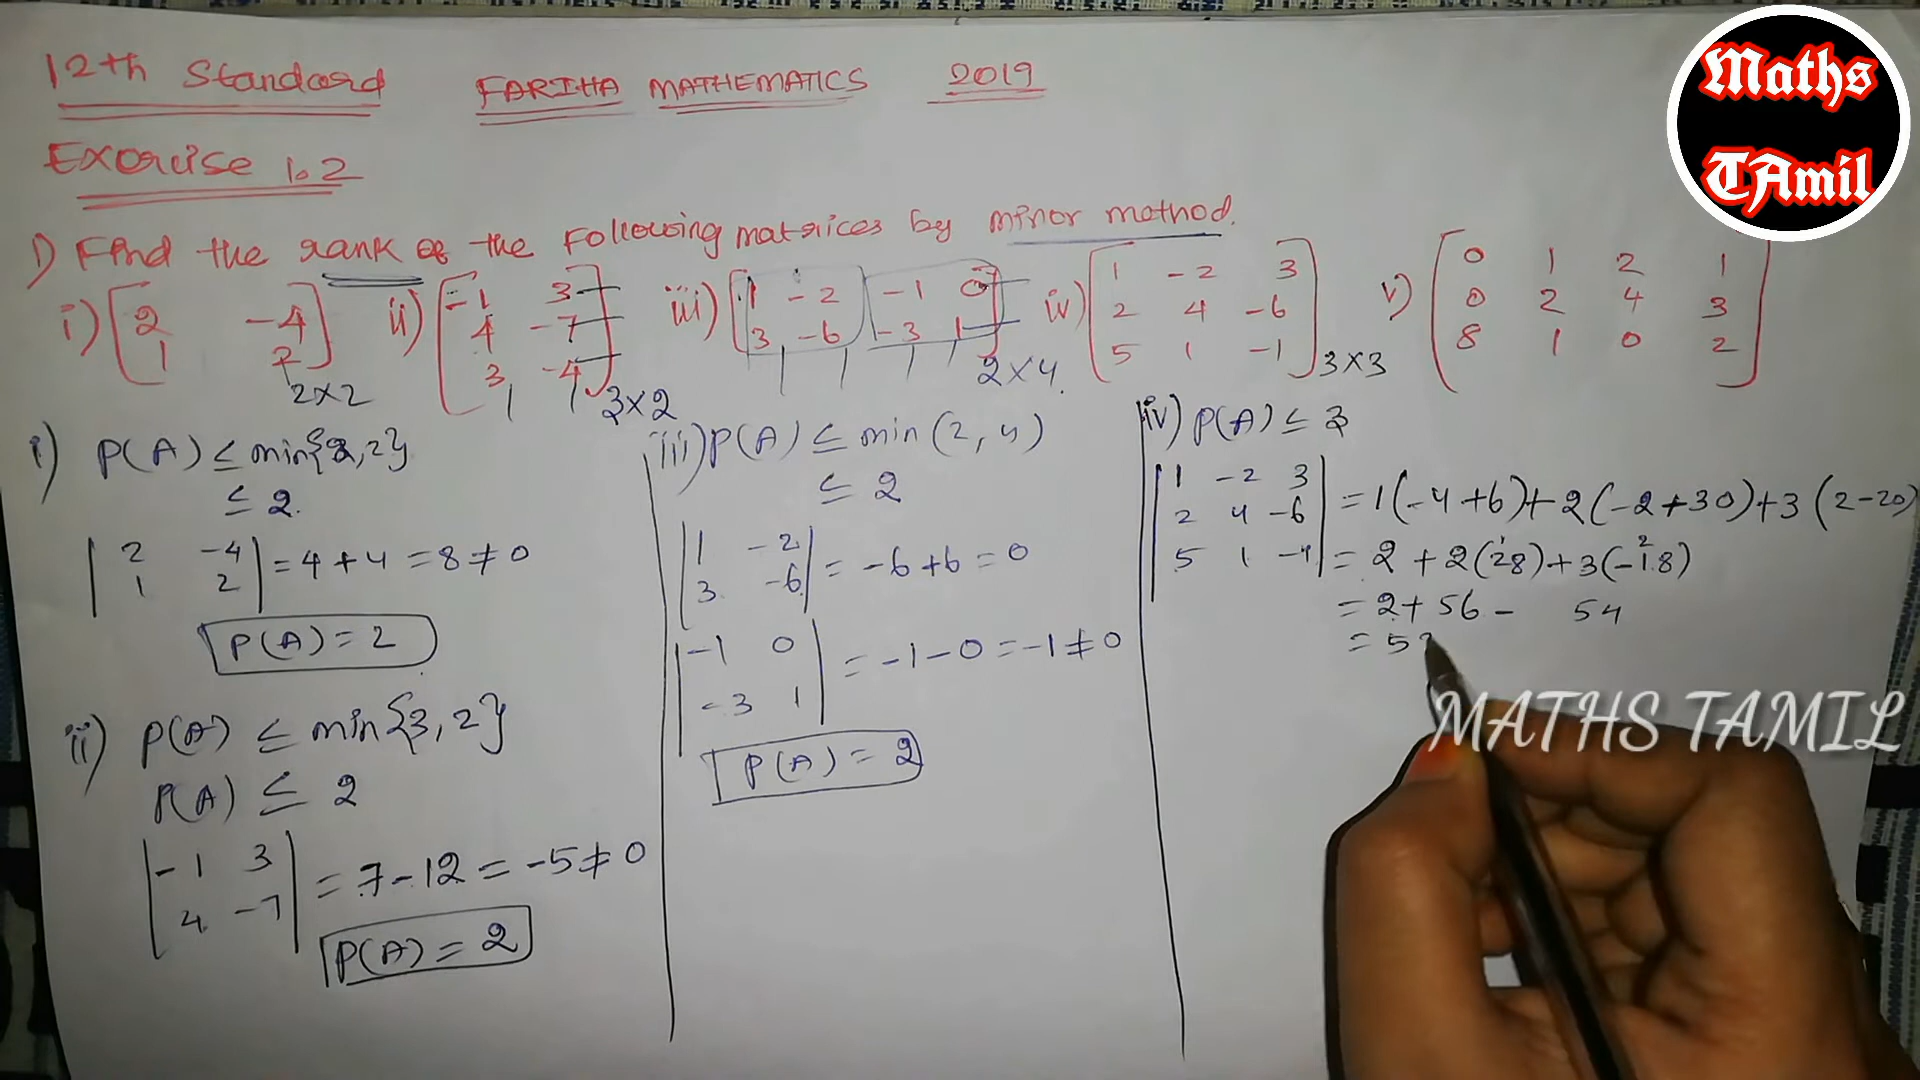 12th Standard FARITHA MATHEMATICS 2019
Exercise 1.2
Maths TAmil
1) Find the rank of the following matrices by minor method.
i) [2 -4
1 2] 2×2
ii) [-1 3
4 -7
3 -4] 3×2
iii) [1 -2 -1 0
3 -6 -3 1] 2×4
iv) [1 -2 3
2 4 -6
5 1 -1] 3×3
v) [0 1 2 1
0 2 4 3
8 1 0 2]
i) P(A) ≤ min{2,2}
≤ 2.
|2 -4
1 2| = 4+4 = 8 ≠ 0
P(A) = 2
ii) P(A) ≤ min{3,2}
P(A) ≤ 2
|-1 3
4 -7| = 7-12 = -5 ≠ 0
P(A) = 2
iii) P(A) ≤ min(2,4)
≤ 2
|1 -2
3 -6| = -6+6 = 0
|-1 0
-3 1| = -1-0 = -1 ≠ 0
P(A) = 2
iv) P(A) ≤ 3
|1 -2 3
2 4 -6
5 1 -1| = 1(-4+6)+2(-2+30)+3(2-20)
= 2+2(28)+3(-18)
= 2+56-54
= 5
MATHS TAMIL